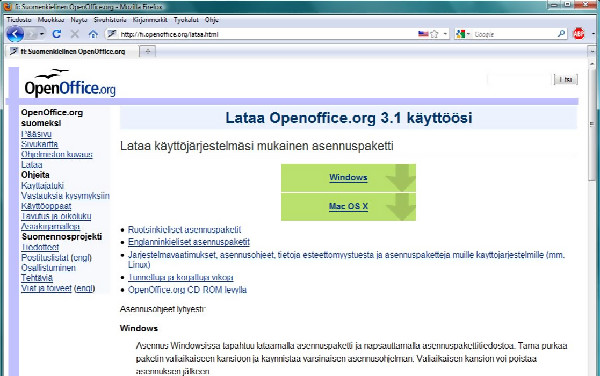 fi: Suomenkielinen OpenOffice.org - Mozilla Firefox
Tiedosto Muokkaa Näytä Sivuhistoria Kirjanmerkit Työkalut Ohje
http://fi.openoffice.org/lataa.html
Google
ABP
fi: Suomenkielinen OpenOffice.org
OpenOffice.org
OpenOffice.org
suomeksi
Pääsivu
Sivukartta
Ohjelmiston kuvaus
Lataa
Ohjeita
Käyttäjätuki
Vastauksia kysymyksiin
Käyttöoppaat
Tavutus ja oikoluku
Asiakirjamalleja
Suomennosprojekti
Tiedotteet
Postituslistat (engl)
Osallistuminen
Tehtäviä
Viat ja toiveet (engl)
Lataa Openoffice.org 3.1 käyttöösi
Lataa käyttöjärjestelmäsi mukainen asennuspaketti
Windows
Mac OS X
Ruotsinkieliset asennuspaketit
Englanninkieliset asennuspaketit
Järjestelmävaatimukset, asennusohjeet, tietoja esteettömyydestä ja asennuspaketteja muille käyttöjärjestelmille (mm.
Linux)
Tunnettuja ja korjattuja vikoja
OpenOffice.org CD ROM levyllä
Asennusohjeet lyhyesti:
Windows
Asennus Windowsissa tapahtuu lataamalla asennuspaketti ja napsauttamalla asennuspakettitiedostoa. Tämä purkaa
paketin väliaikaiseen kansioon ja käynnistää varsinaisen asennusohjelman. Väliaikaisen kansion voi poistaa
asennuksen jälkeen